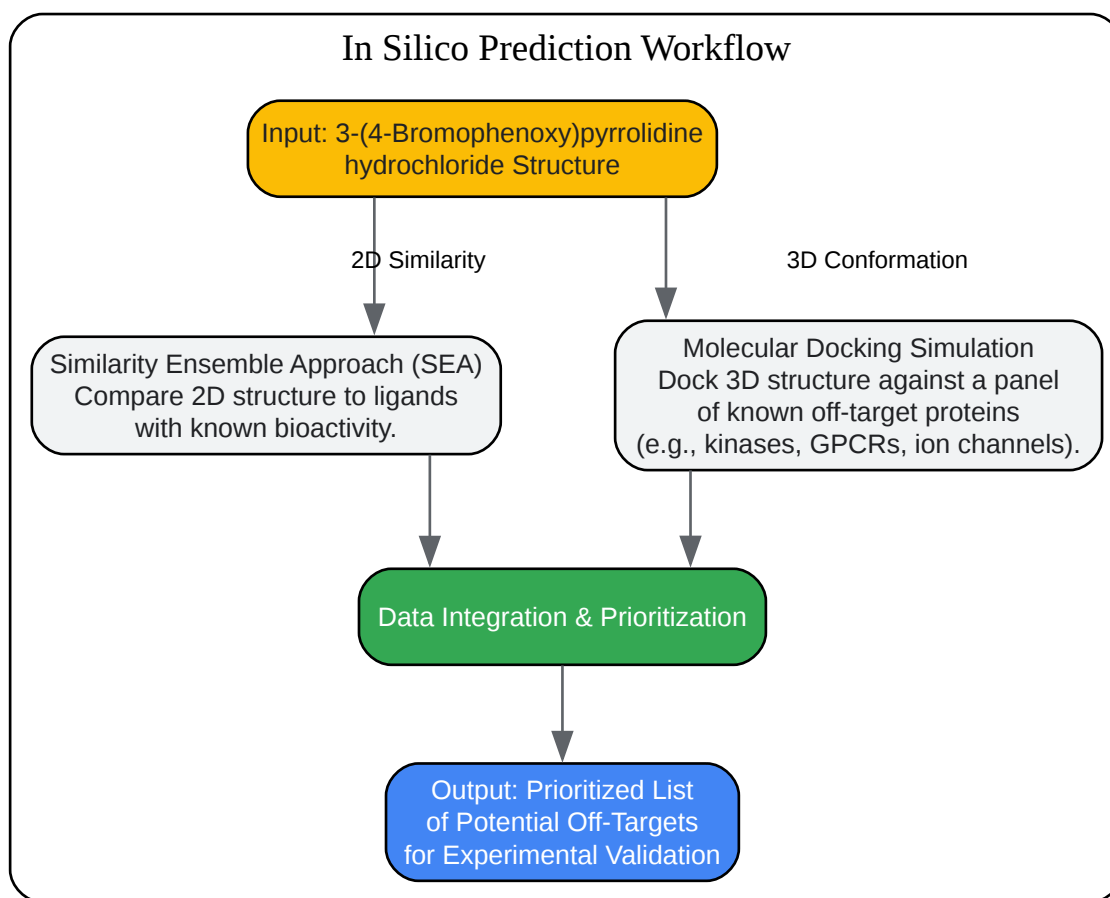 In Silico Prediction Workflow
Input: 3-(4-Bromophenoxy)pyrrolidine
hydrochloride Structure
2D Similarity
3D Conformation
Similarity Ensemble Approach (SEA)
Compare 2D structure to ligands
with known bioactivity.
Molecular Docking Simulation
Dock 3D structure against a panel
of known off-target proteins
(e.g., kinases, GPCRs, ion channels).
Data Integration & Prioritization
Output: Prioritized List
of Potential Off-Targets
for Experimental Validation